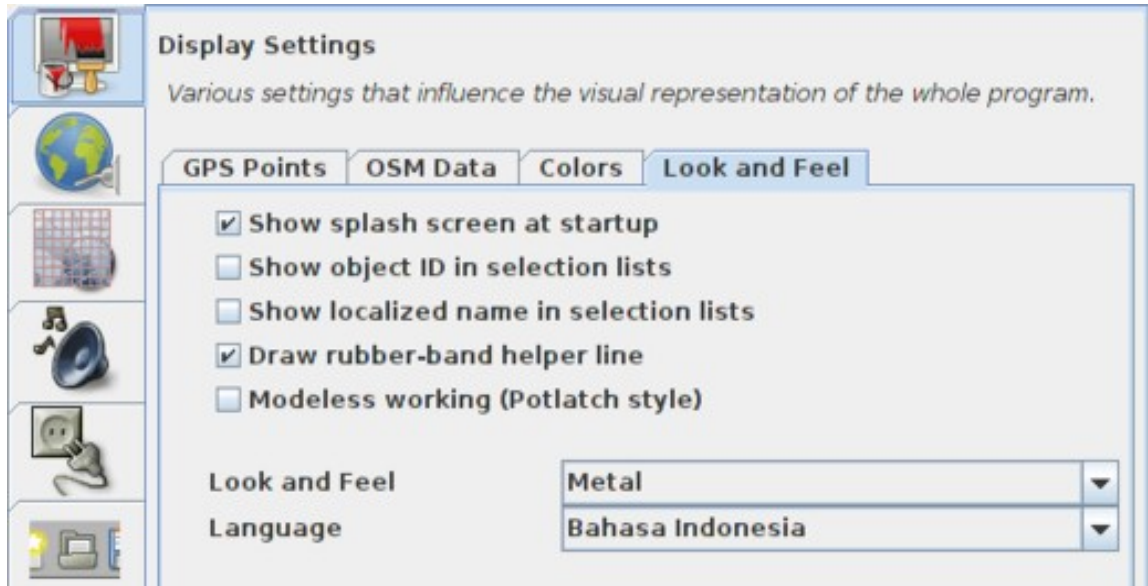 Display Settings
Various settings that influence the visual representation of the whole program.
GPS Points OSM Data Colors Look and Feel
Show splash screen at startup
Show object ID in selection lists
Show localized name in selection lists
Draw rubber-band helper line
Modeless working (Potlatch style)
Look and Feel Metal
Language Bahasa Indonesia